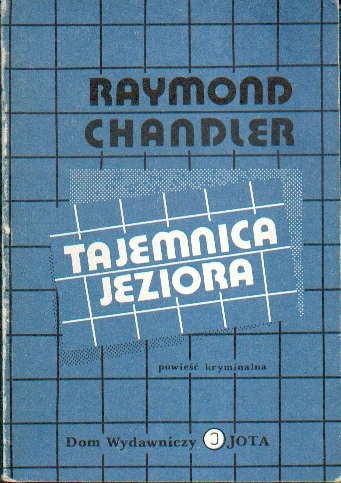 RAYMOND
CHANDLER
TAJEMNICA
JEZIORA
powieść kryminalna
Dom Wydawniczy J JOTA